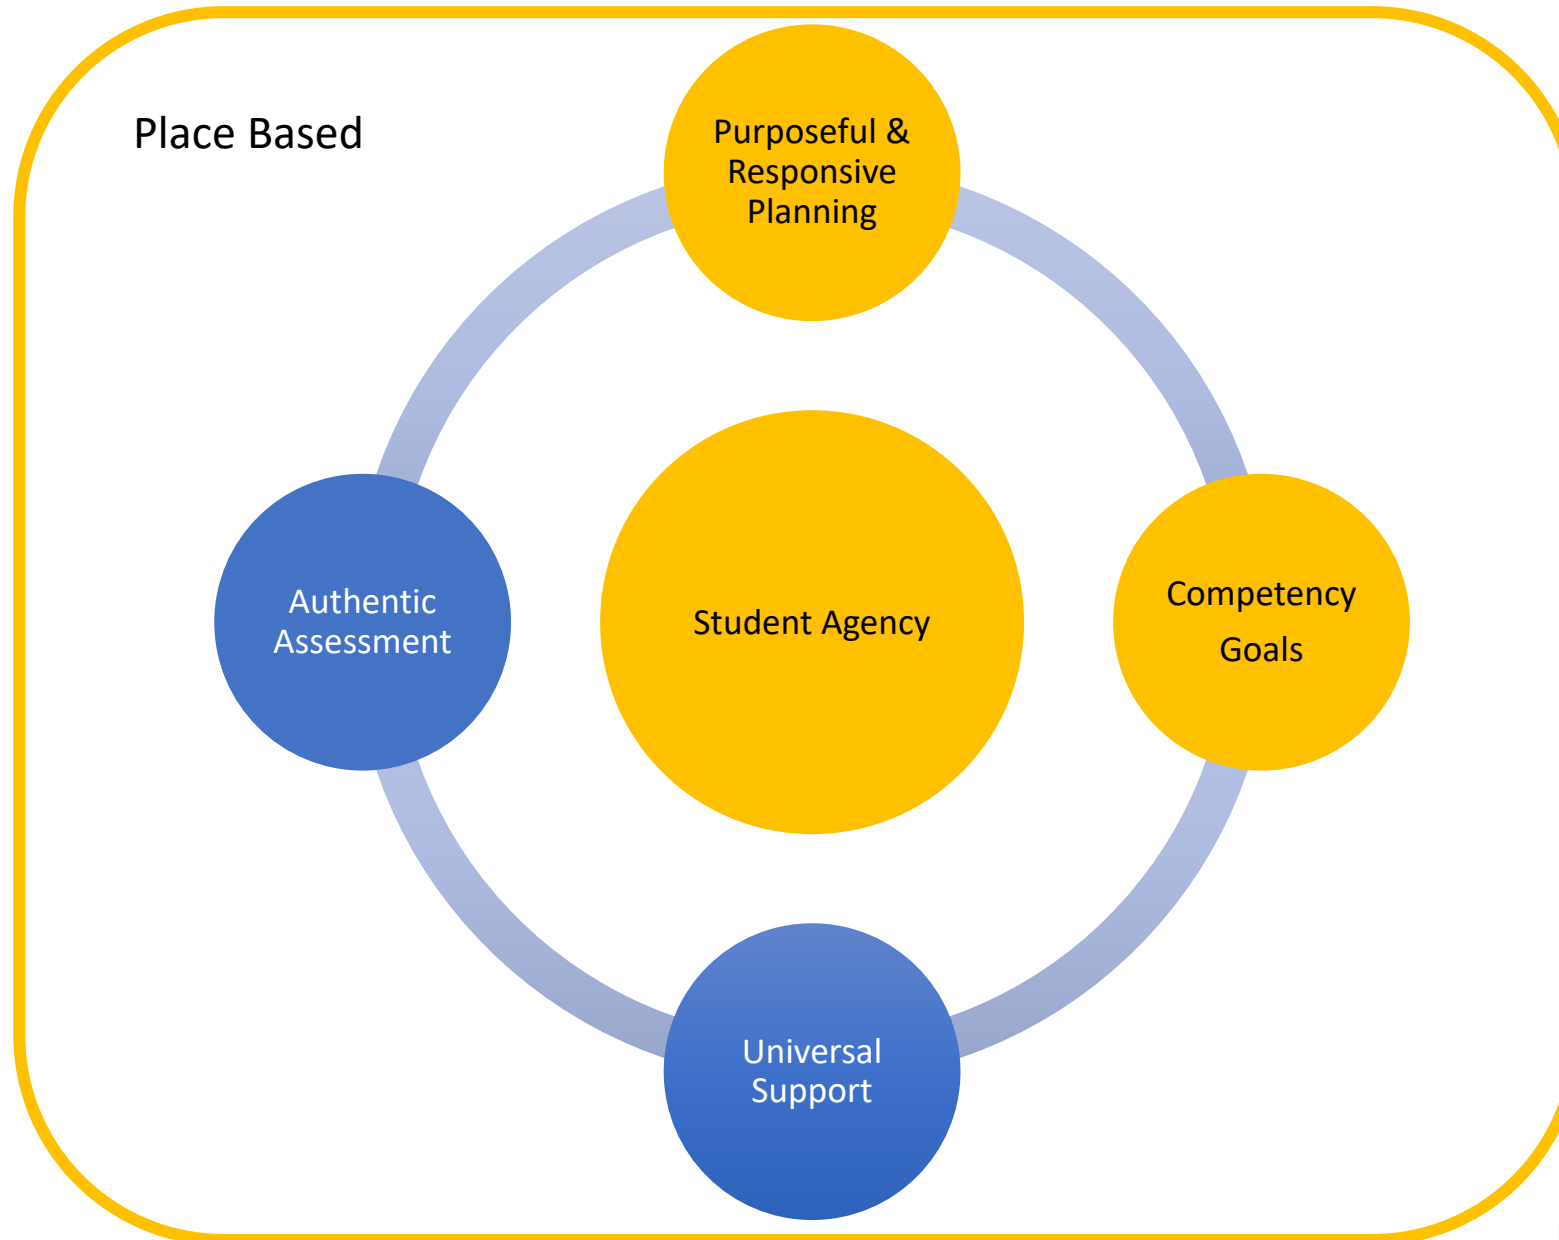 Place Based
Purposeful &
Responsive
Planning
Authentic
Assessment
Student Agency
Competency
Goals
Universal
Support